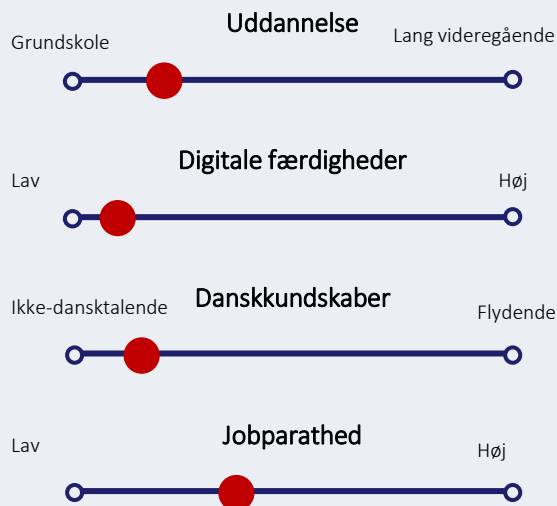 Uddannelse
Grundskole
Lang videregående
Digitale færdigheder
Lav
Høj
Danskkundskaber
Ikke-dansktalende
Flydende
Jobparathed
Lav
Høj